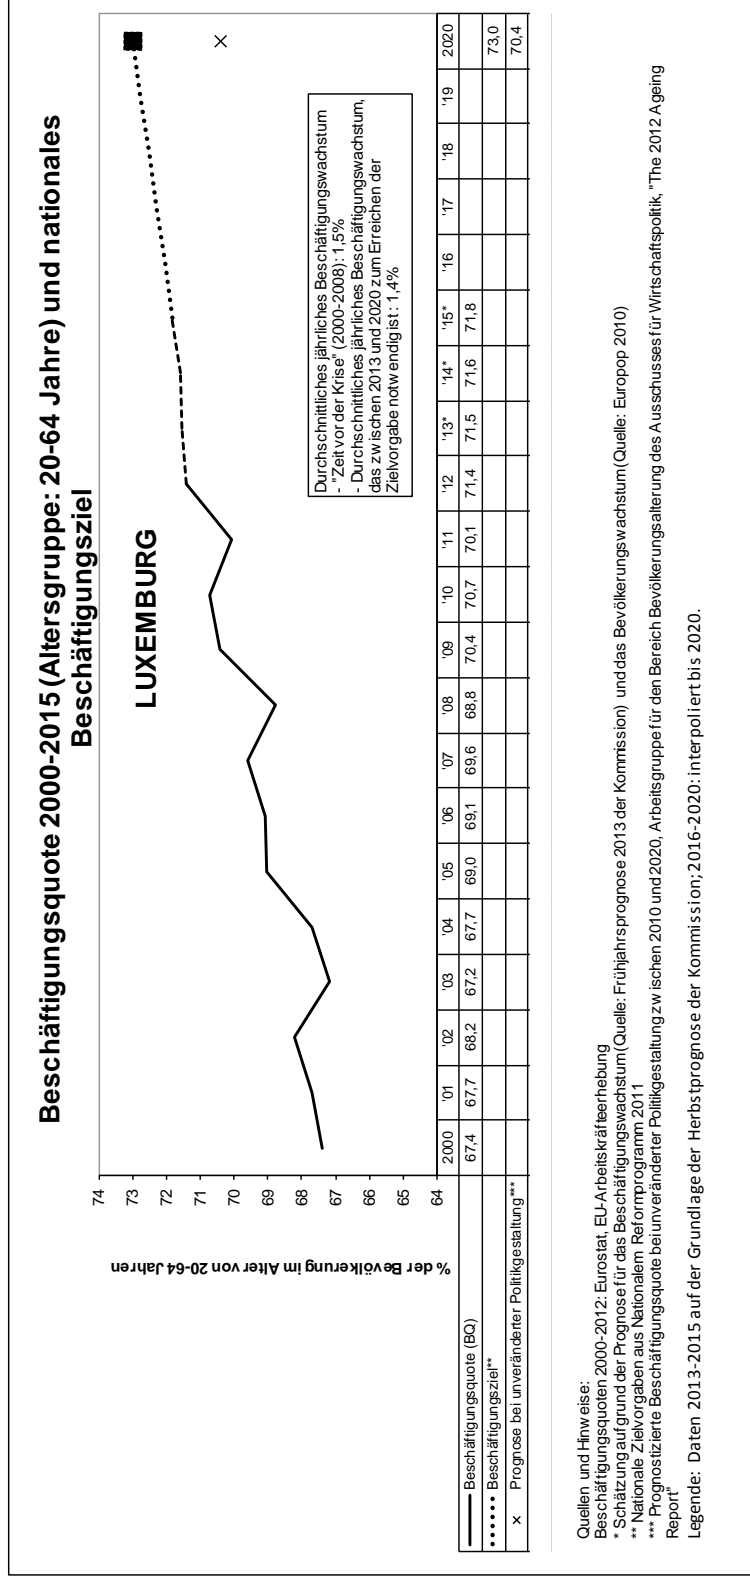 Beschäftigungsquote 2000-2015 (Altersgruppe: 20-64 Jahre) und nationales
Beschäftigungsziel
LUXEMBURG
% der Bevölkerung im Alter von 20-64 Jahren
74
73
72
71
70
69
68
67
66
65
64
Durchschnittliches jährliches Beschäftigungswachstum
- "Zeit vor der Krise" (2000-2008): 1,5%
- Durchschnittliches jährliches Beschäftigungswachstum,
das zwischen 2013 und 2020 zum Erreichen der
Zielvorgabe notwendig ist: 1,4%
2000 '01 '02 '03 '04 '05 '06 '07 '08 '09 '10 '11 '12 '13* '14* '15* '16 '17 '18 '19 2020
Beschäftigungsquote (BQ) 67,4 67,7 68,2 67,2 67,7 69,0 69,1 69,6 68,8 70,4 70,7 70,1 71,4 71,5 71,6 71,8
Beschäftigungsziel** 73,0
× Prognose bei unveränderter Politikgestaltung*** 70,4
Quellen und Hinweise:
Beschäftigungsquoten 2000-2012: Eurostat, EU-Arbeitskräfteerhebung
* Schätzung aufgrund der Prognose für das Beschäftigungswachstum (Quelle: Frühjahrsprognose 2013 der Kommission) und das Bevölkerungswachstum (Quelle: Europop 2010)
** Nationale Zielvorgaben aus Nationalem Reformprogramm 2011
*** Prognostizierte Beschäftigungsquote bei unveränderter Politikgestaltung zwischen 2010 und 2020, Arbeitsgruppe für den Bereich Bevölkerungsalterung des Ausschusses für Wirtschaftspolitik, "The 2012 Ageing
Report"
Legende: Daten 2013-2015 auf der Grundlage der Herbstprognose der Kommission; 2016-2020: interpoliert bis 2020.